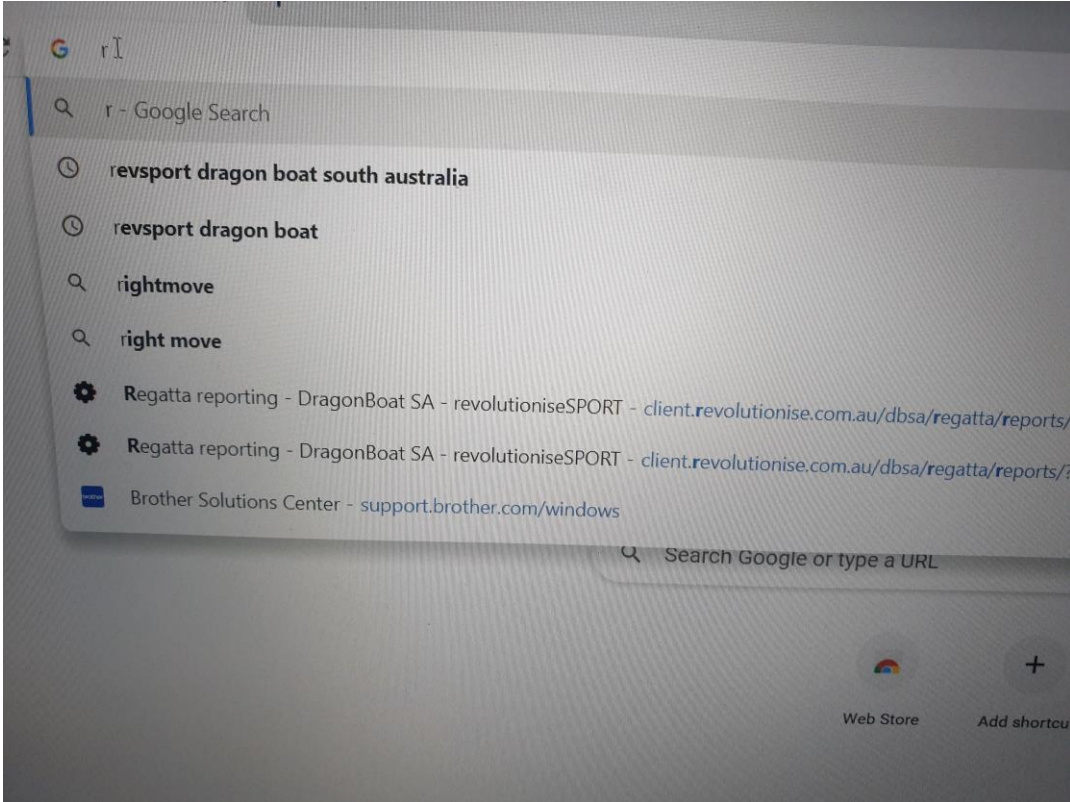 r
r - Google Search
revsport dragon boat south australia
revsport dragon boat
rightmove
right move
Regatta reporting - DragonBoat SA - revolutioniseSPORT - client.revolutionise.com.au/dbsa/regatta/reports/
Regatta reporting - DragonBoat SA - revolutioniseSPORT - client.revolutionise.com.au/dbsa/regatta/reports/?
Brother Solutions Center - support.brother.com/windows
Search Google or type a URL
Web Store
Add shortcu